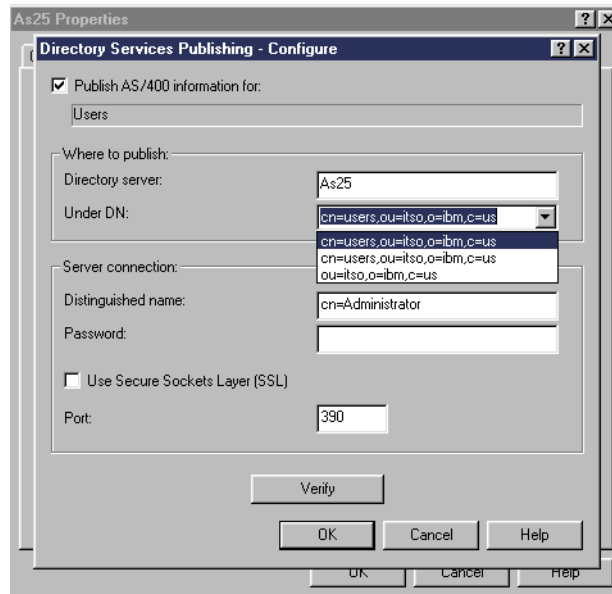 As25 Properties
Directory Services Publishing - Configure
Publish AS/400 information for:
Users
Where to publish:
Directory server:
As25
Under DN:
cn=users,ou=itso,o=ibm,c=us
cn=users,ou=itso,o=ibm,c=us
cn=users,ou=itso,o=ibm,c=us
ou=itso,o=ibm,c=us
Server connection:
Distinguished name:
cn=Administrator
Password:
Use Secure Sockets Layer (SSL)
Port:
390
Verify
OK
Cancel
Help
OK
Cancel
Help